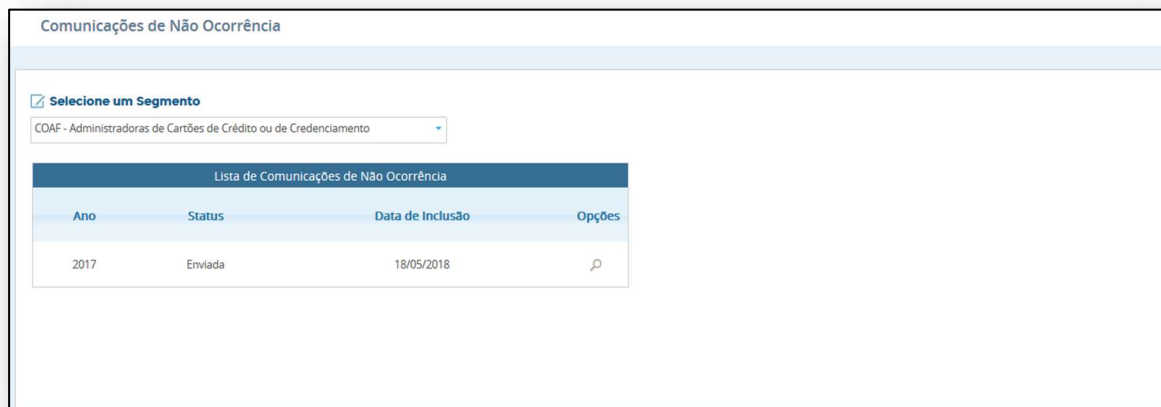 Comunicações de Não Ocorrência
Selecione um Segmento
COAF - Administradoras de Cartões de Crédito ou de Credenciamento
Lista de Comunicações de Não Ocorrência
Ano Status Data de Inclusão Opções
2017 Enviada 18/05/2018